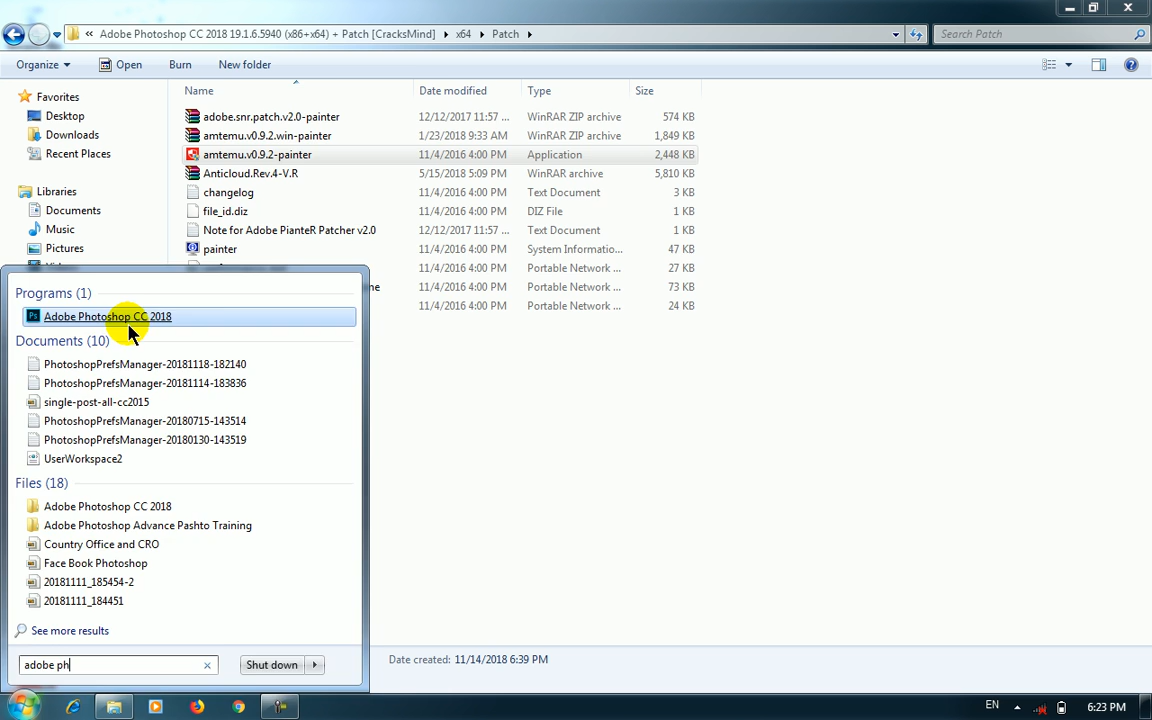 Adobe Photoshop CC 2018 19.1.6.5940 (x86+x64) + Patch [CracksMind] x64 Patch Search Patch
Organize Open Burn New folder
Name Date modified Type Size
Favorites
Desktop
Downloads
Recent Places
Libraries
Documents
Music
Pictures
adobe.snr.patch.v2.0-painter 12/12/2017 11:57 ... WinRAR ZIP archive 574 KB
amtemu.v0.9.2.win-painter 1/23/2018 9:33 AM WinRAR ZIP archive 1,849 KB
amtemu.v0.9.2-painter 11/4/2016 4:00 PM Application 2,448 KB
Anticloud.Rev.4-V.R 5/15/2018 5:09 PM WinRAR archive 5,810 KB
changelog 11/4/2016 4:00 PM Text Document 3 KB
file_id.diz 11/4/2016 4:00 PM DIZ File 1 KB
Note for Adobe PianteR Patcher v2.0 12/12/2017 11:57 ... Text Document 1 KB
painter 11/4/2016 4:00 PM System Informatio... 47 KB
11/4/2016 4:00 PM Portable Network ... 27 KB
11/4/2016 4:00 PM Portable Network ... 73 KB
11/4/2016 4:00 PM Portable Network ... 24 KB
Programs (1)
Adobe Photoshop CC 2018
Documents (10)
PhotoshopPrefsManager-20181118-182140
PhotoshopPrefsManager-20181114-183836
single-post-all-cc2015
PhotoshopPrefsManager-20180715-143514
PhotoshopPrefsManager-20180130-143519
UserWorkspace2
Files (18)
Adobe Photoshop CC 2018
Adobe Photoshop Advance Pashto Training
Country Office and CRO
Face Book Photoshop
20181111_185454-2
20181111_184451
See more results
adobe ph Shut down
Date created: 11/14/2018 6:39 PM
EN 6:23 PM